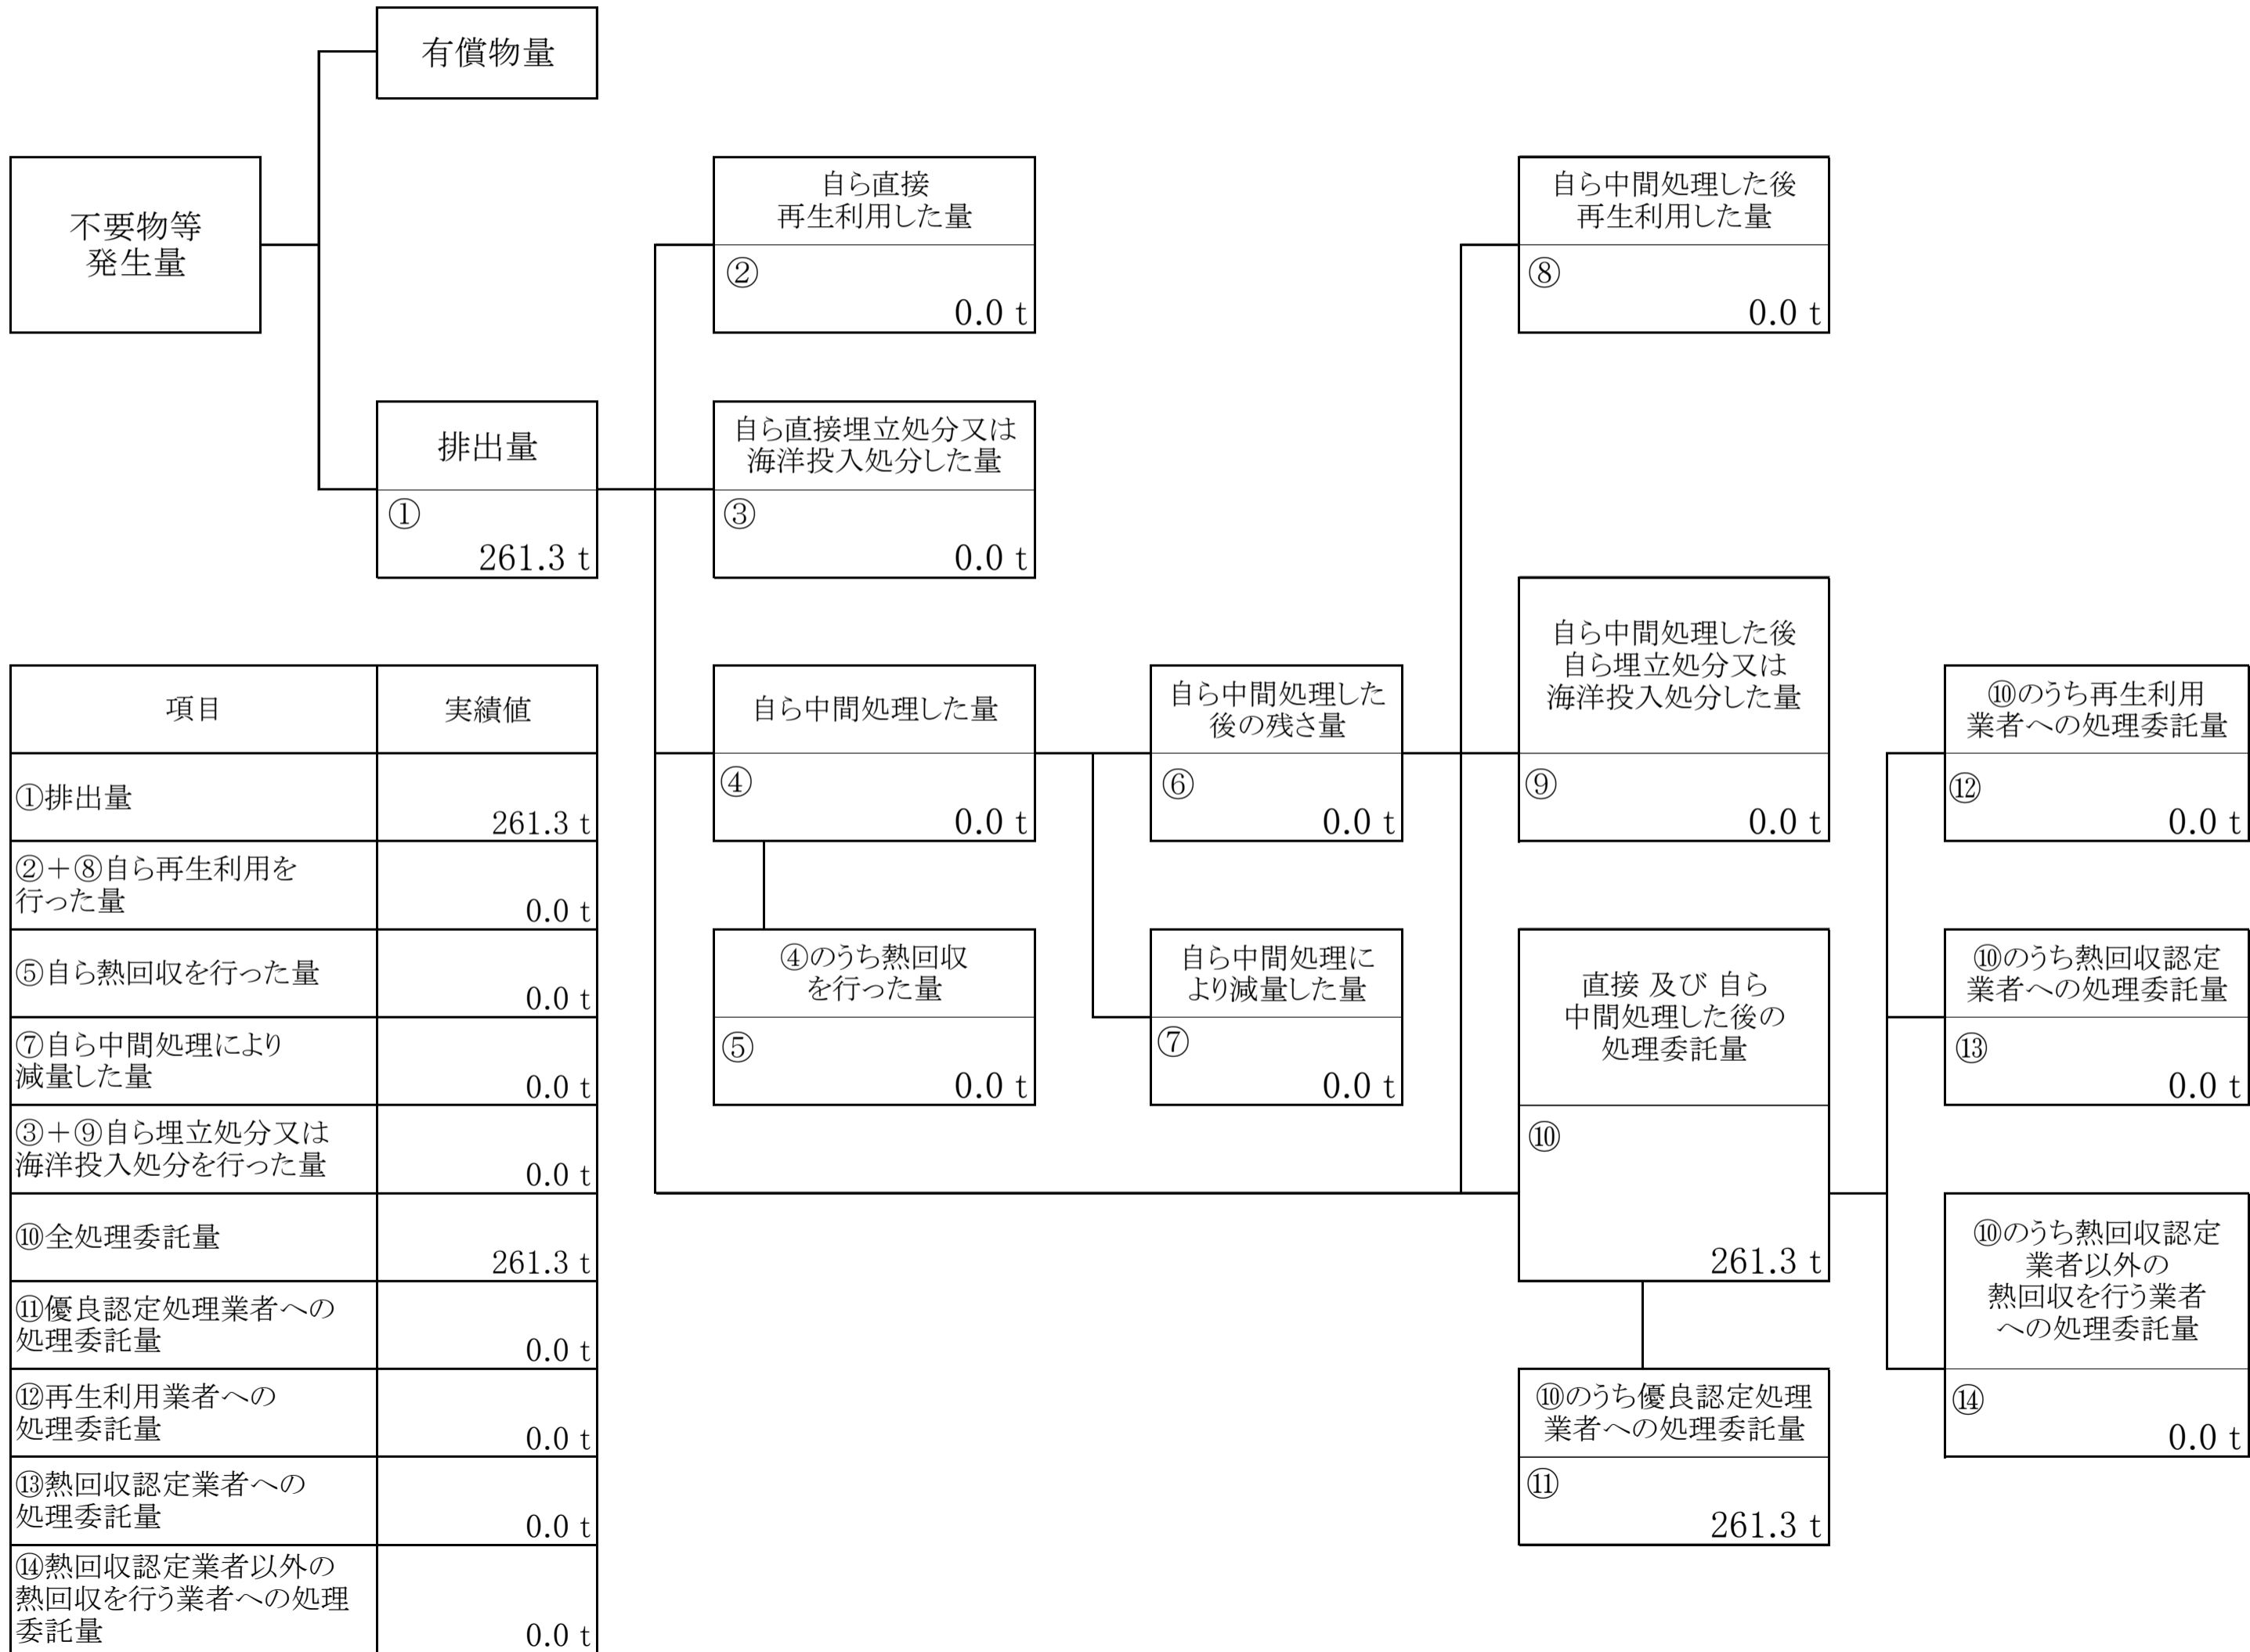 有償物量
不要物等
発生量
自ら直接
再生利用した量
②
0.0 t
自ら中間処理した後
再生利用した量
⑧
0.0 t
排出量
①
261.3 t
自ら直接埋立処分又は
海洋投入処分した量
③
0.0 t
自ら中間処理した量
④
0.0 t
自ら中間処理した
後の残さ量
⑥
0.0 t
自ら中間処理した後
自ら埋立処分又は
海洋投入処分した量
⑨
0.0 t
⑩のうち再生利用
業者への処理委託量
⑫
0.0 t
④のうち熱回収
を行った量
⑤
0.0 t
自ら中間処理に
より減量した量
⑦
0.0 t
直接 及び 自ら
中間処理した後の
処理委託量
⑩
261.3 t
⑩のうち熱回収認定
業者への処理委託量
⑬
0.0 t
⑩のうち熱回収認定
業者以外の
熱回収を行う業者
への処理委託量
⑭
0.0 t
⑩のうち優良認定処理
業者への処理委託量
⑪
261.3 t
項目 実績値
①排出量
261.3 t
②+⑧自ら再生利用を
行った量
0.0 t
⑤自ら熱回収を行った量
0.0 t
⑦自ら中間処理により
減量した量
0.0 t
③+⑨自ら埋立処分又は
海洋投入処分を行った量
0.0 t
⑩全処理委託量
261.3 t
⑪優良認定処理業者への
処理委託量
0.0 t
⑫再生利用業者への
処理委託量
0.0 t
⑬熱回収認定業者への
処理委託量
0.0 t
⑭熱回収認定業者以外の
熱回収を行う業者への処理
委託量
0.0 t